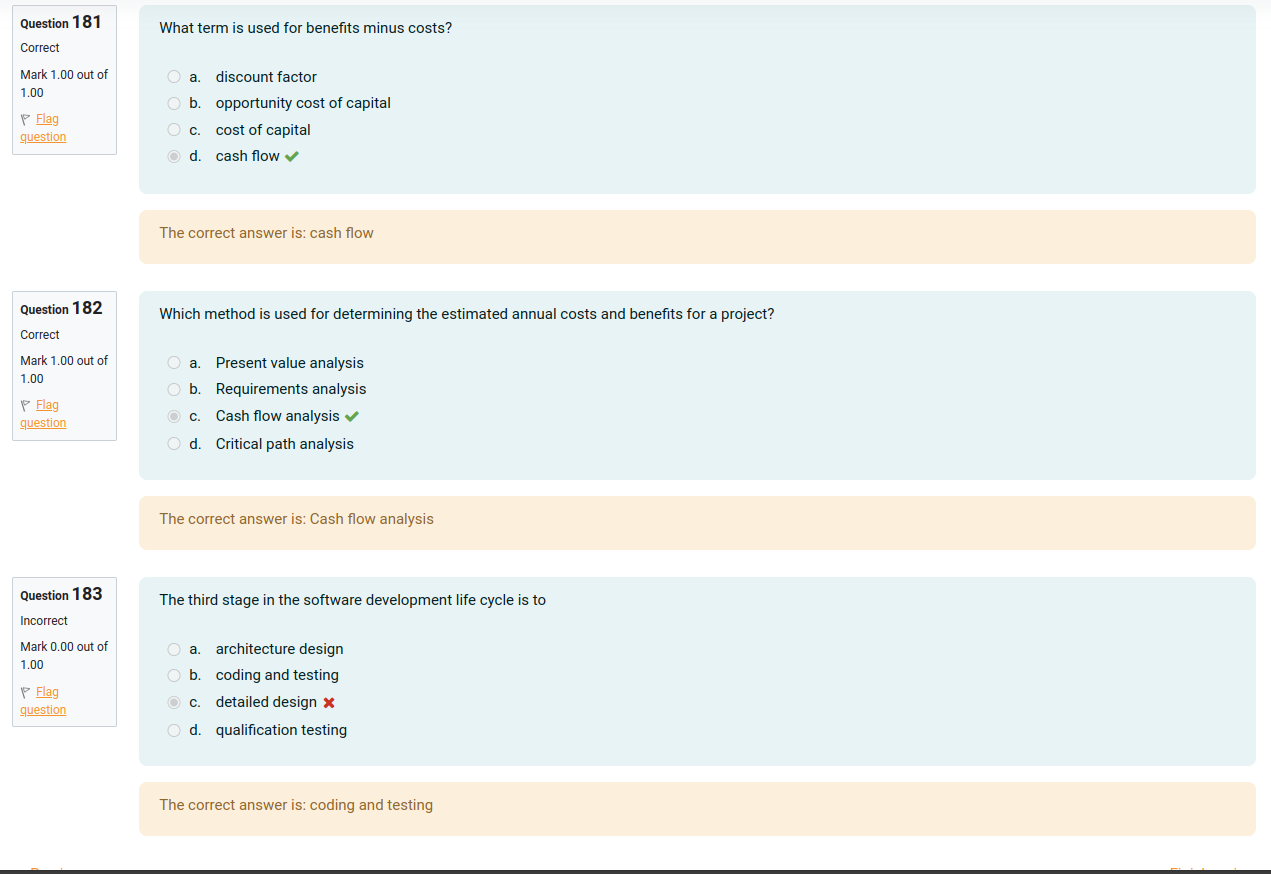 Question 181
Correct
Mark 1.00 out of
1.00
Flag
question
What term is used for benefits minus costs?
a. discount factor
b. opportunity cost of capital
c. cost of capital
d. cash flow
The correct answer is: cash flow
Question 182
Correct
Mark 1.00 out of
1.00
Flag
question
Which method is used for determining the estimated annual costs and benefits for a project?
a. Present value analysis
b. Requirements analysis
c. Cash flow analysis
d. Critical path analysis
The correct answer is: Cash flow analysis
Question 183
Incorrect
Mark 0.00 out of
1.00
Flag
question
The third stage in the software development life cycle is to
a. architecture design
b. coding and testing
c. detailed design
d. qualification testing
The correct answer is: coding and testing